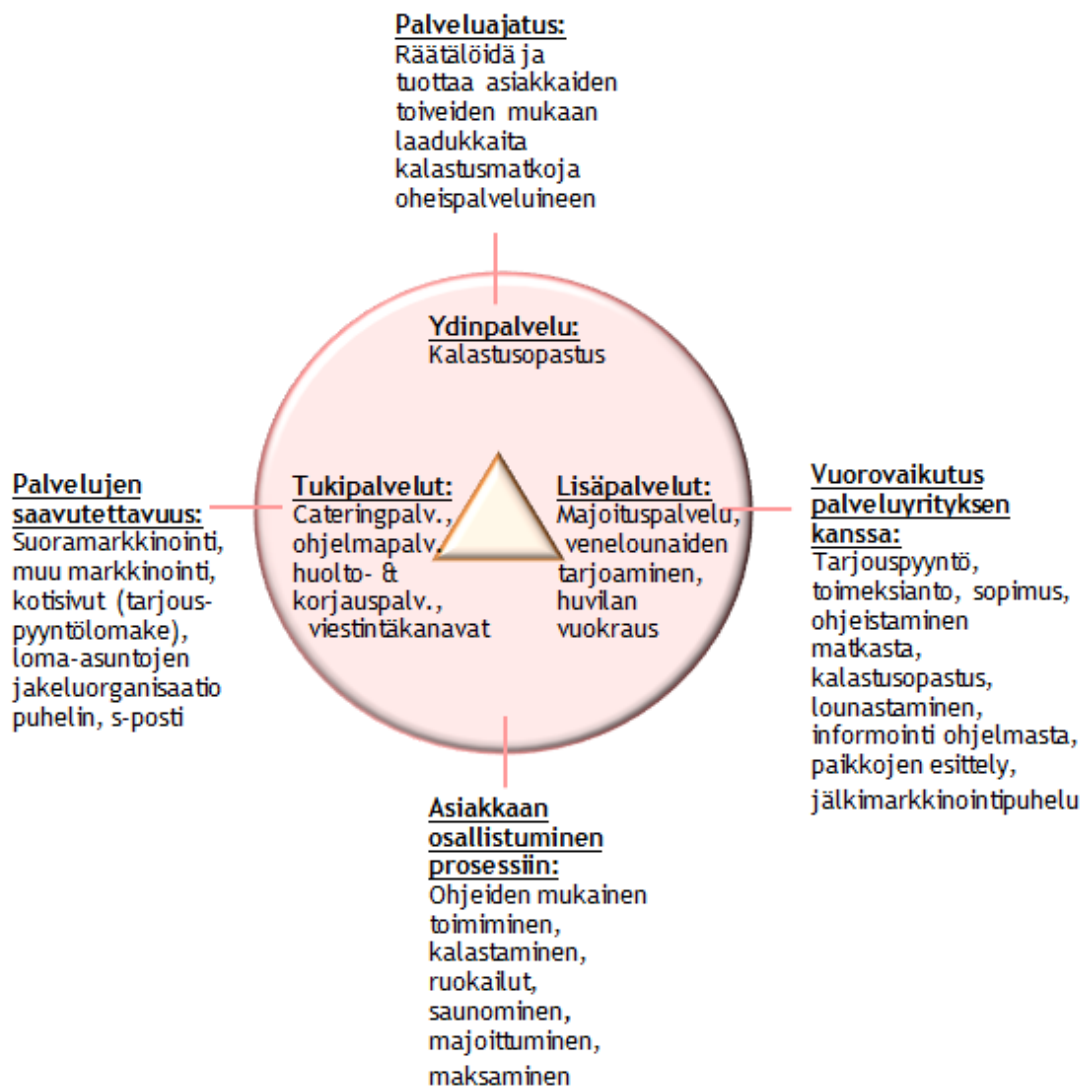 Palveluajatus:
Räätälöidä ja
tuottaa asiakkaiden
toiveiden mukaan
laadukkaita
kalastusmatkoja
oheispalveluineen
Ydinpalvelu:
Kalastusopastus
Palvelujen
saavutettavuus:
Suoramarkkinointi,
muu markkinointi,
kotisivut (tarjous-
pyyntölomake),
loma-asuntojen
jakeluorganisaatio
puhelin, s-posti
Tukipalvelut:
Cateringpalv.,
ohjelmapalv.
huolto- &
korjauspalv.,
viestintäkanavat
Lisäpalvelut:
Majoituspalvelu,
venelounaiden
tarjoaminen,
huvilan
vuokraus
Vuorovaikutus
palveluyrityksen
kanssa:
Tarjouspyyntö,
toimeksianto, sopimus,
ohjeistaminen
matkasta,
kalastusopastus,
lounastaminen,
informointi ohjelmasta,
paikkojen esittely,
jälkimarkkinointipuhelu
Asiakkaan
osallistuminen
prosessiin:
Ohjeiden mukainen
toimiminen,
kalastaminen,
ruokailut,
saunominen,
majoittuminen,
maksaminen